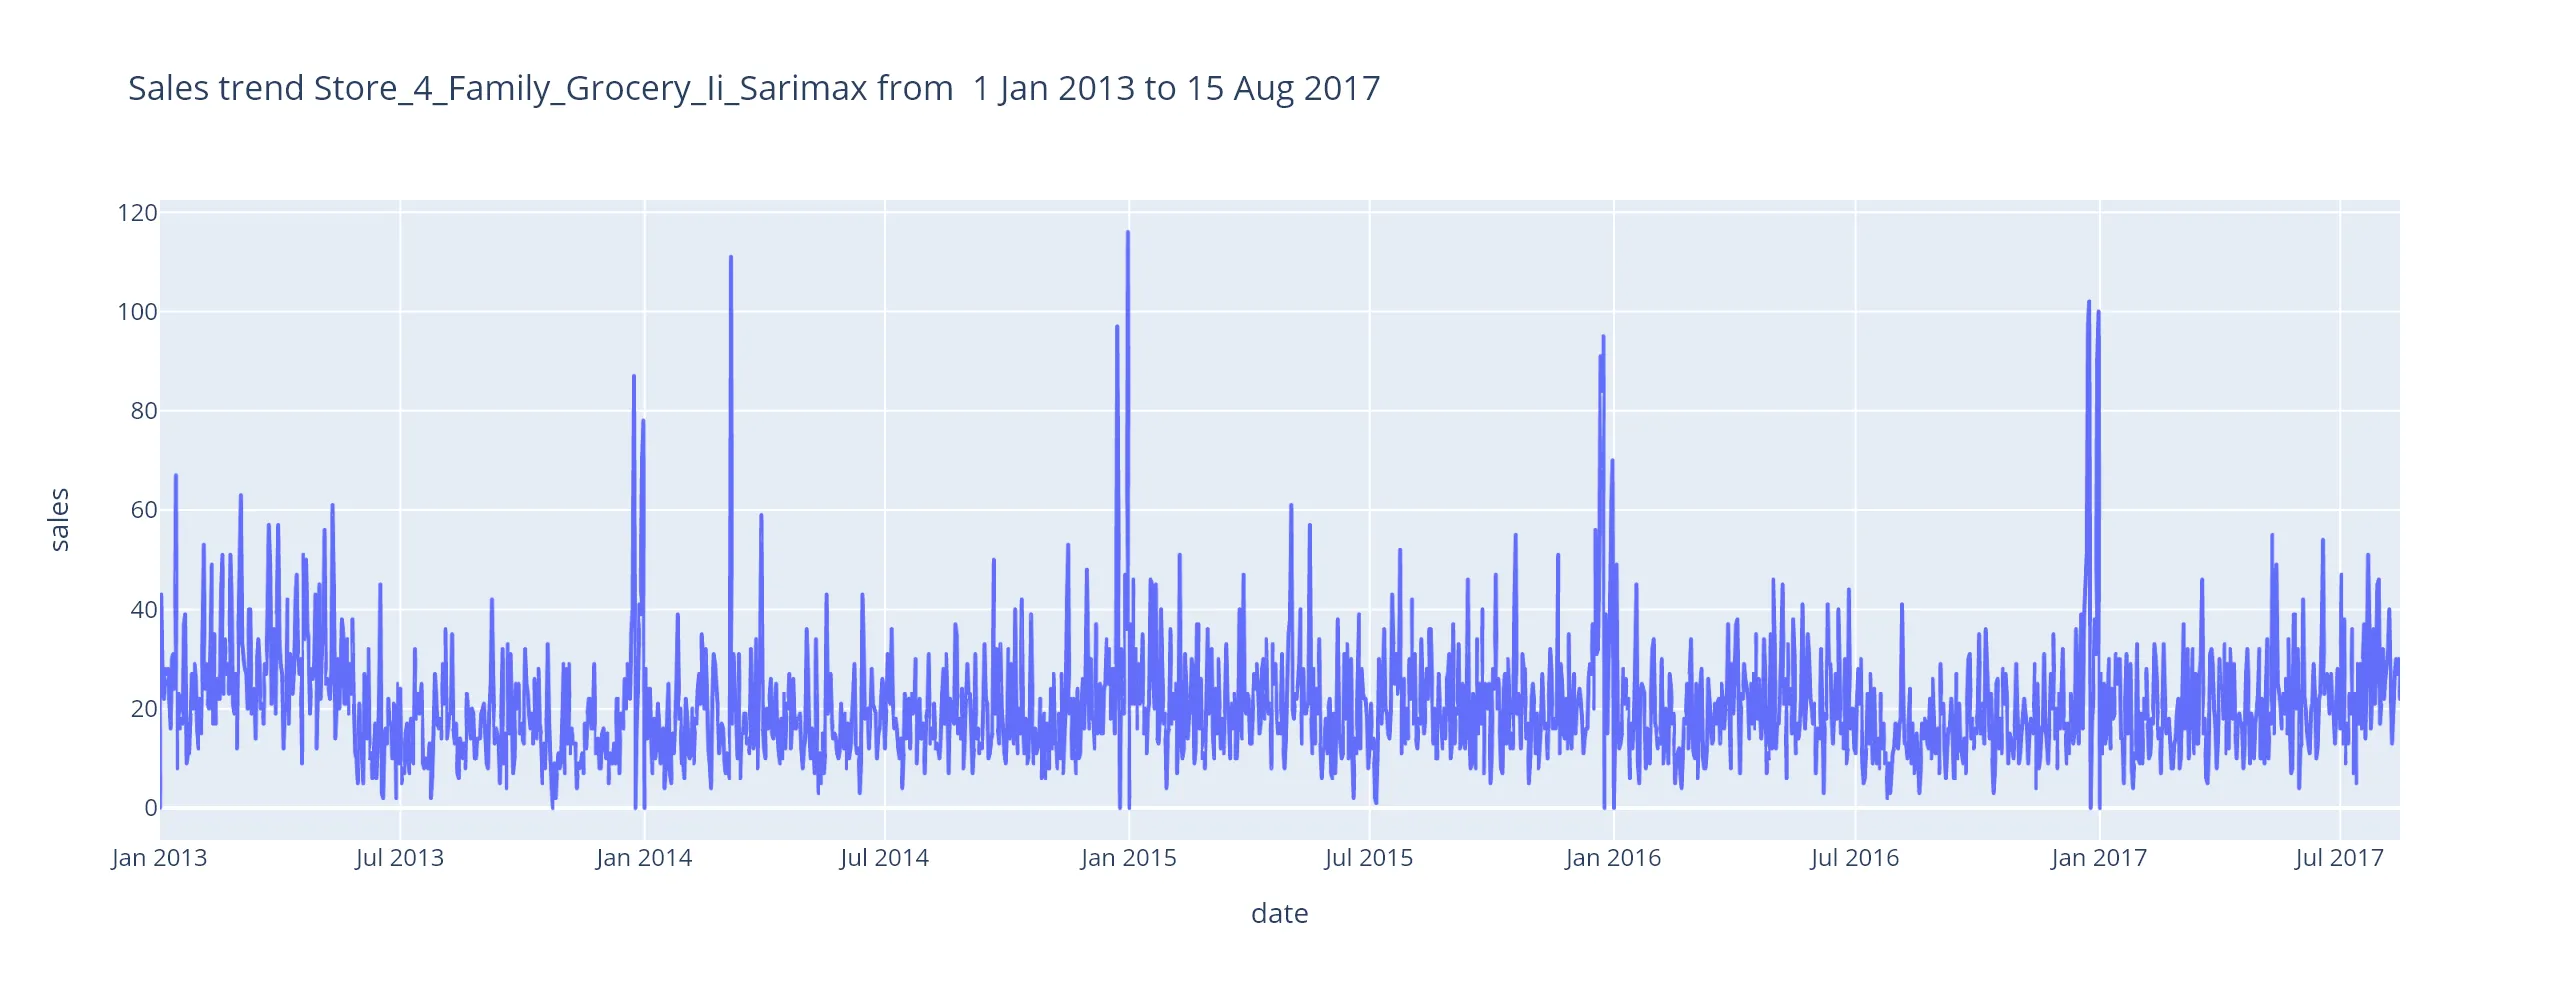 Sales trend Store_4_Family_Grocery_Ii_Sarimax from  1 Jan 2013 to 15 Aug 2017
120
100
80
60
40
20
0
sales
Jan 2013 Jul 2013 Jan 2014 Jul 2014 Jan 2015 Jul 2015 Jan 2016 Jul 2016 Jan 2017 Jul 2017
date